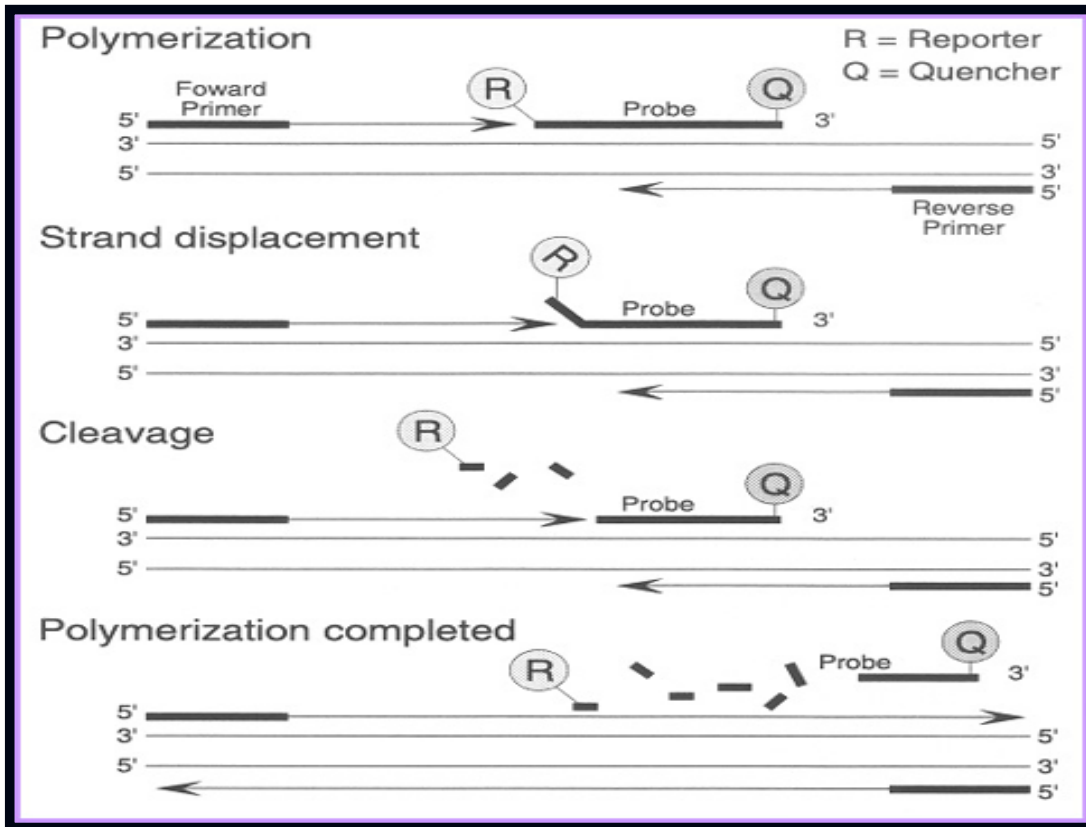 Polymerization
R = Reporter
Q = Quencher
Foward
Primer
R
Probe
Q
5'
3'
3'
5'
5'
3'
5'
Reverse
Primer
Strand displacement
R
Probe
Q
5'
3'
3'
5'
5'
3'
5'
Cleavage
R
Probe
Q
5'
3'
3'
5'
5'
3'
5'
Polymerization completed
R
Probe
Q
3'
5'
3'
5'
5'
3'
5'